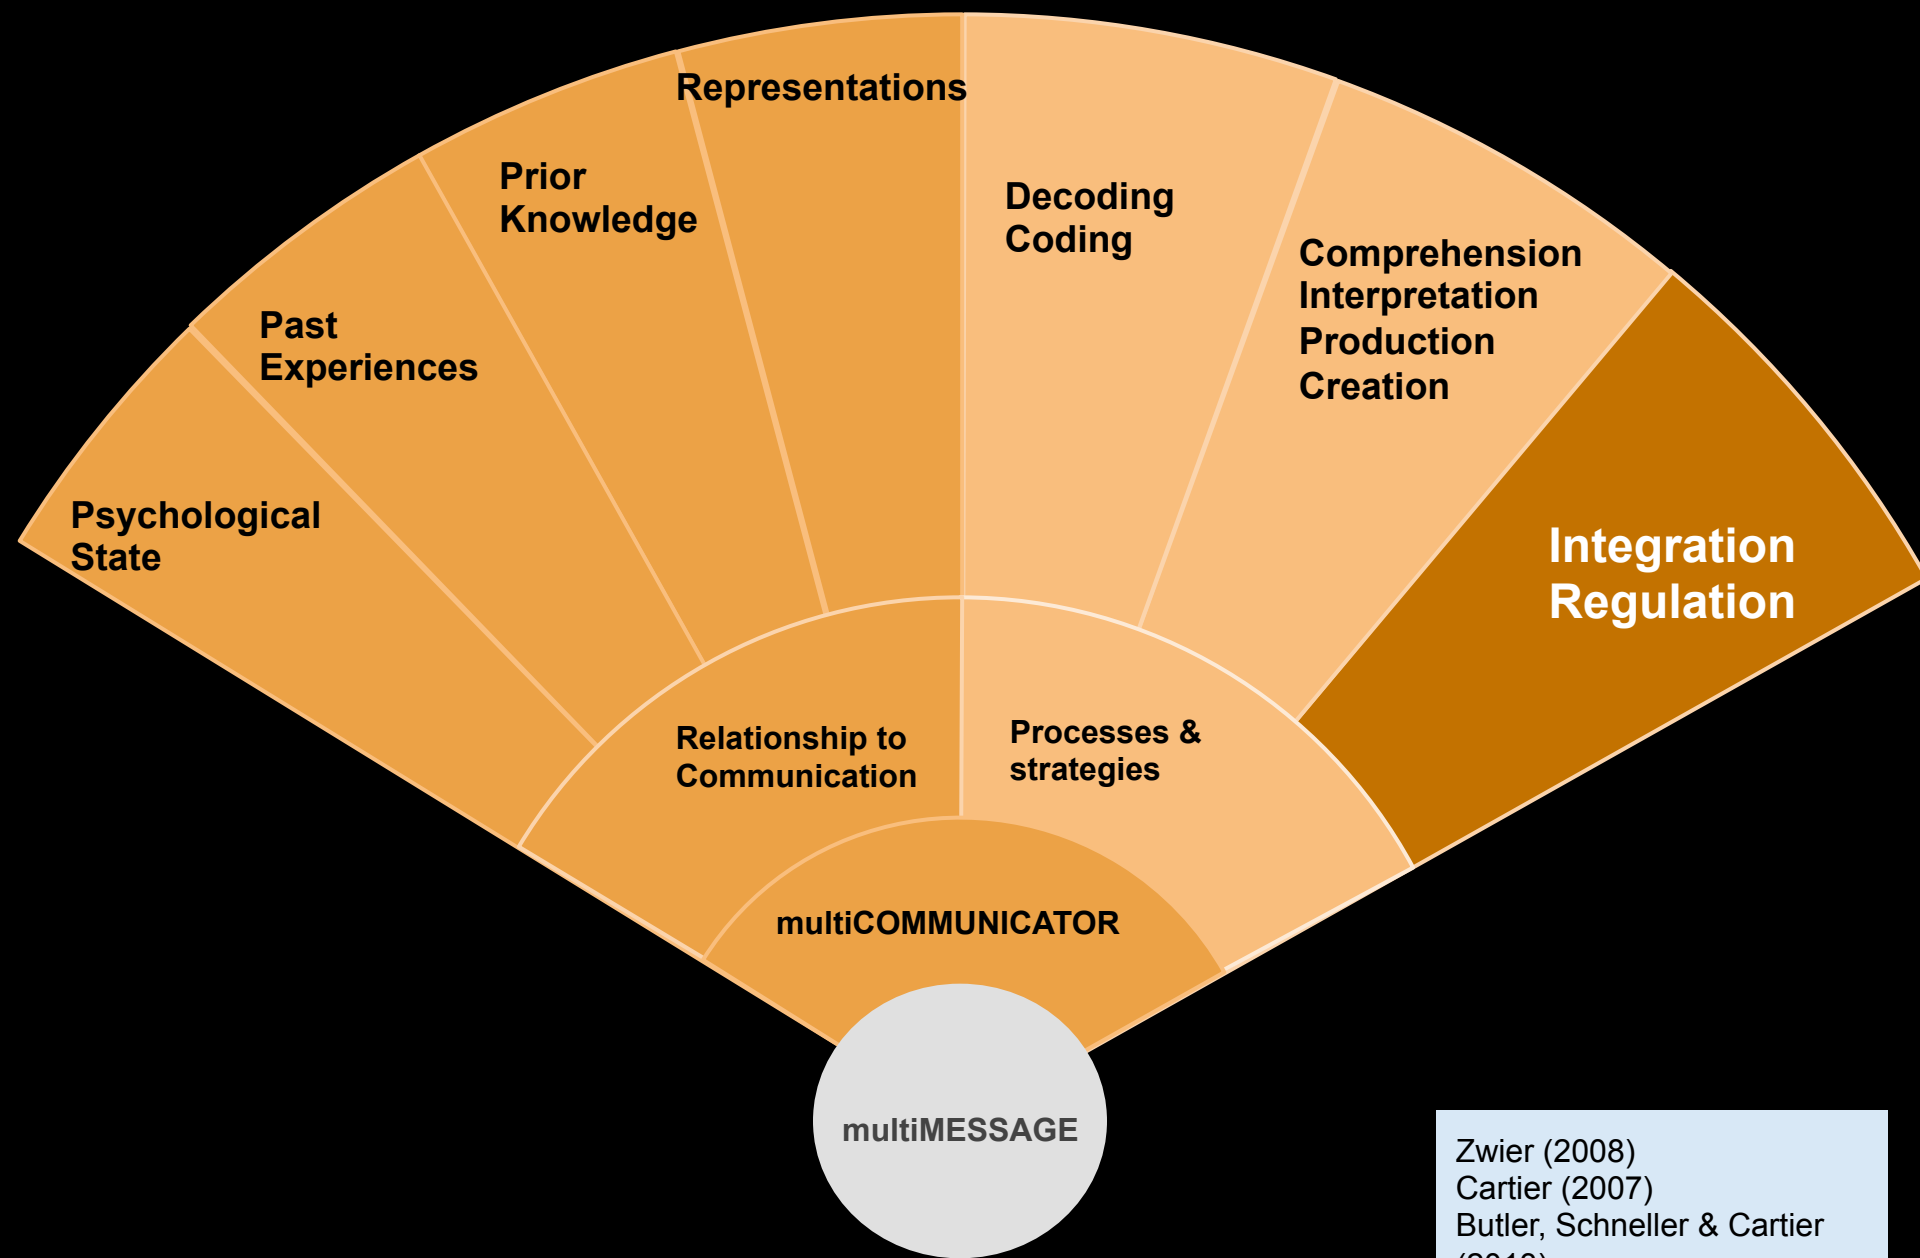 Representations
Prior
Knowledge
Decoding
Coding
Comprehension
Interpretation
Production
Creation
Past
Experiences
Psychological
State
Integration
Regulation
Relationship to
Communication
Processes &
strategies
multiCOMMUNICATOR
multiMESSAGE
Zwier (2008)
Cartier (2007)
Butler, Schneller & Cartier